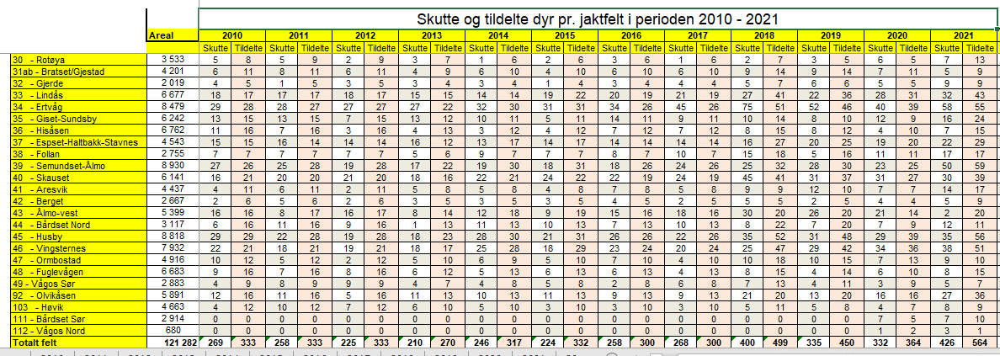 Skutte og tildelte dyr pr. jaktfelt i perioden 2010 - 2021
Areal 2010 2011 2012 2013 2014 2015 2016 2017 2018 2019 2020 2021
Skutte Tildelte Skutte Tildelte Skutte Tildelte Skutte Tildelte Skutte Tildelte Skutte Tildelte Skutte Tildelte Skutte Tildelte Skutte Tildelte Skutte Tildelte Skutte Tildelte Skutte Tildelte
30 - Rotøya 3 533 5 8 5 9 2 9 3 7 1 6 2 6 3 6 1 6 2 7 3 5 6 5 7 13
31ab - Bratset/Gjestad 4 201 6 11 8 11 6 11 4 9 6 10 4 10 6 10 6 10 9 14 9 14 7 11 5 9
32 - Gjerde 2 019 4 5 1 5 3 5 3 4 3 4 1 4 3 4 4 4 5 7 6 6 5 5 9 9
33 - Lindås 6 677 18 17 17 17 18 17 15 15 14 14 19 22 20 19 21 19 27 41 22 36 28 31 32 43
34 - Ertvåg 8 479 29 28 28 27 27 27 27 22 32 30 31 31 34 26 45 26 75 51 52 46 40 39 58 55
35 - Giset-Sundsby 6 242 13 15 13 15 7 15 13 12 10 11 5 11 14 11 9 11 10 14 8 10 12 9 16 24
36 - Hisåsen 6 762 11 16 7 16 3 16 4 13 3 12 4 12 7 12 7 12 8 15 8 12 4 10 7 15
37 - Espset-Haltbakk-Stavnes 4 543 15 15 16 14 14 14 16 12 13 17 14 17 14 14 14 14 16 27 20 25 19 20 22 29
38 - Follan 2 755 7 7 7 7 7 7 5 6 9 7 7 7 8 7 10 7 15 18 5 16 11 11 17 17
39 - Semundset-Ålmo 8 930 27 26 25 28 19 28 17 22 19 30 18 31 18 26 24 26 25 32 28 30 23 25 50 59
40 - Skauset 6 141 16 21 20 20 21 20 18 16 22 21 24 22 22 19 24 19 45 41 31 37 31 27 30 39
41 - Aresvik 4 437 4 11 6 11 2 11 5 8 5 8 4 8 7 8 5 8 9 9 12 10 7 7 14 17
42 - Berget 2 667 2 6 5 6 2 6 3 5 3 5 3 5 4 5 2 5 5 5 2 5 4 4 5 9
43 - Ålmo-vest 5 399 16 16 8 17 16 17 8 14 12 18 9 19 15 16 18 16 30 20 26 20 21 14 2 20
44 - Bårdset Nord 3 117 6 16 11 16 9 16 1 13 11 13 10 13 7 13 10 13 8 22 7 20 7 9 12 11
45 - Husby 8 818 29 29 22 28 19 28 18 23 28 30 21 31 26 26 22 26 35 52 31 48 29 39 35 56
46 - Vingsternes 7 932 22 21 18 21 19 21 18 17 25 28 18 29 23 24 20 24 25 47 29 42 34 36 38 51
47 - Ormbostad 4 916 10 12 5 12 2 12 5 10 6 9 5 10 7 10 4 10 10 18 10 15 7 13 9 10
48 - Fuglevågen 6 683 9 16 7 16 8 16 6 12 5 13 6 13 6 13 4 13 8 15 4 14 6 10 8 15
49 - Vågos Sør 2 883 4 9 8 9 9 9 4 7 4 8 5 8 2 8 6 8 7 13 4 11 3 9 5 7
92 - Olvikåsen 5 891 12 16 11 16 5 16 11 13 10 13 11 13 9 13 9 13 21 20 13 20 16 16 27 36
103 - Høvik 4 663 4 12 10 12 7 12 6 10 5 10 3 10 3 10 3 10 5 11 5 8 4 7 8 9
111 - Bårdset Sør 2 914 0 0 0 0 0 0 0 0 0 0 0 0 0 0 0 0 0 0 0 0 7 5 7 10
112 - Vågos Nord 680 0 0 0 0 0 0 0 0 0 0 0 0 0 0 0 0 0 0 0 0 1 2 3 1
Totalt felt 121 282 269 333 258 333 225 333 210 270 246 317 224 332 258 300 268 300 400 499 335 450 332 364 426 564